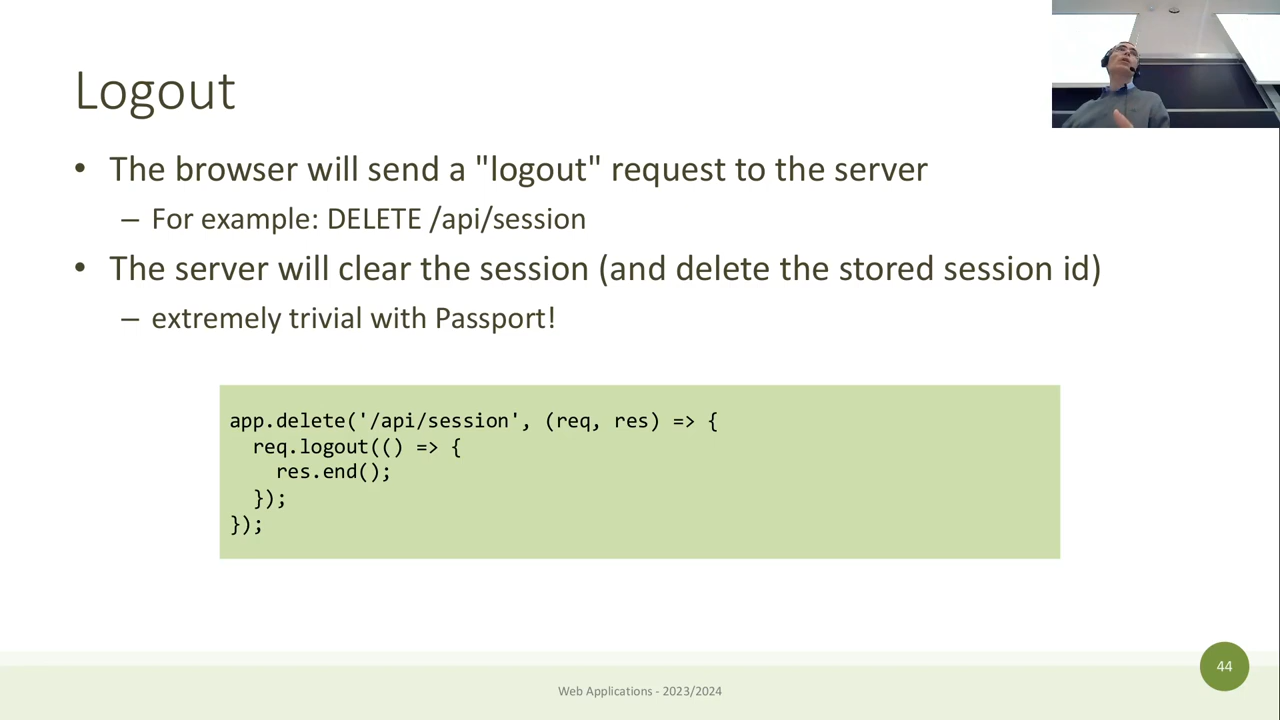 Logout
• The browser will send a "logout" request to the server
– For example: DELETE /api/session
• The server will clear the session (and delete the stored session id)
– extremely trivial with Passport!
app.delete('/api/session', (req, res) => {
  req.logout(() => {
    res.end();
  });
});
Web Applications - 2023/2024
44